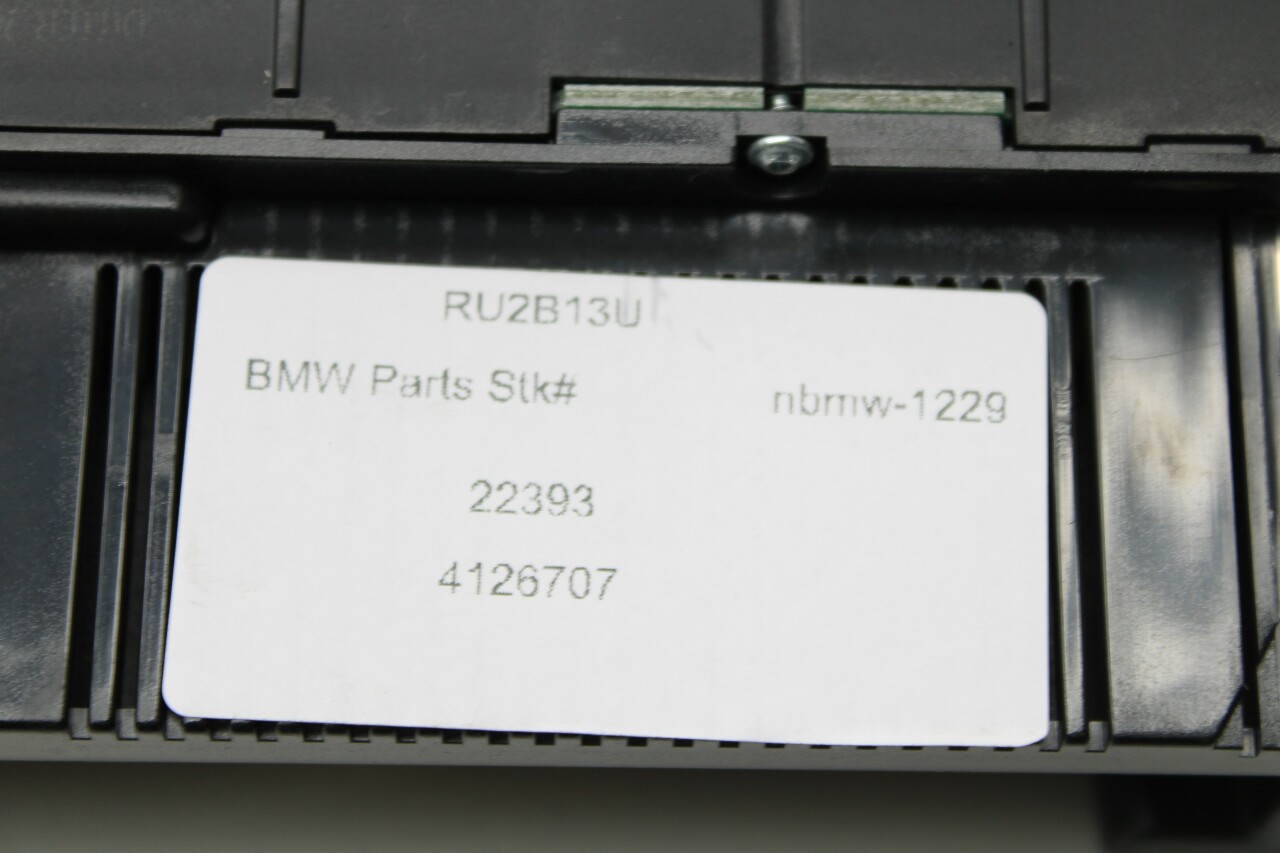 RU2B13U
BMW Parts Stk# nbmw-1229
22393
4126707